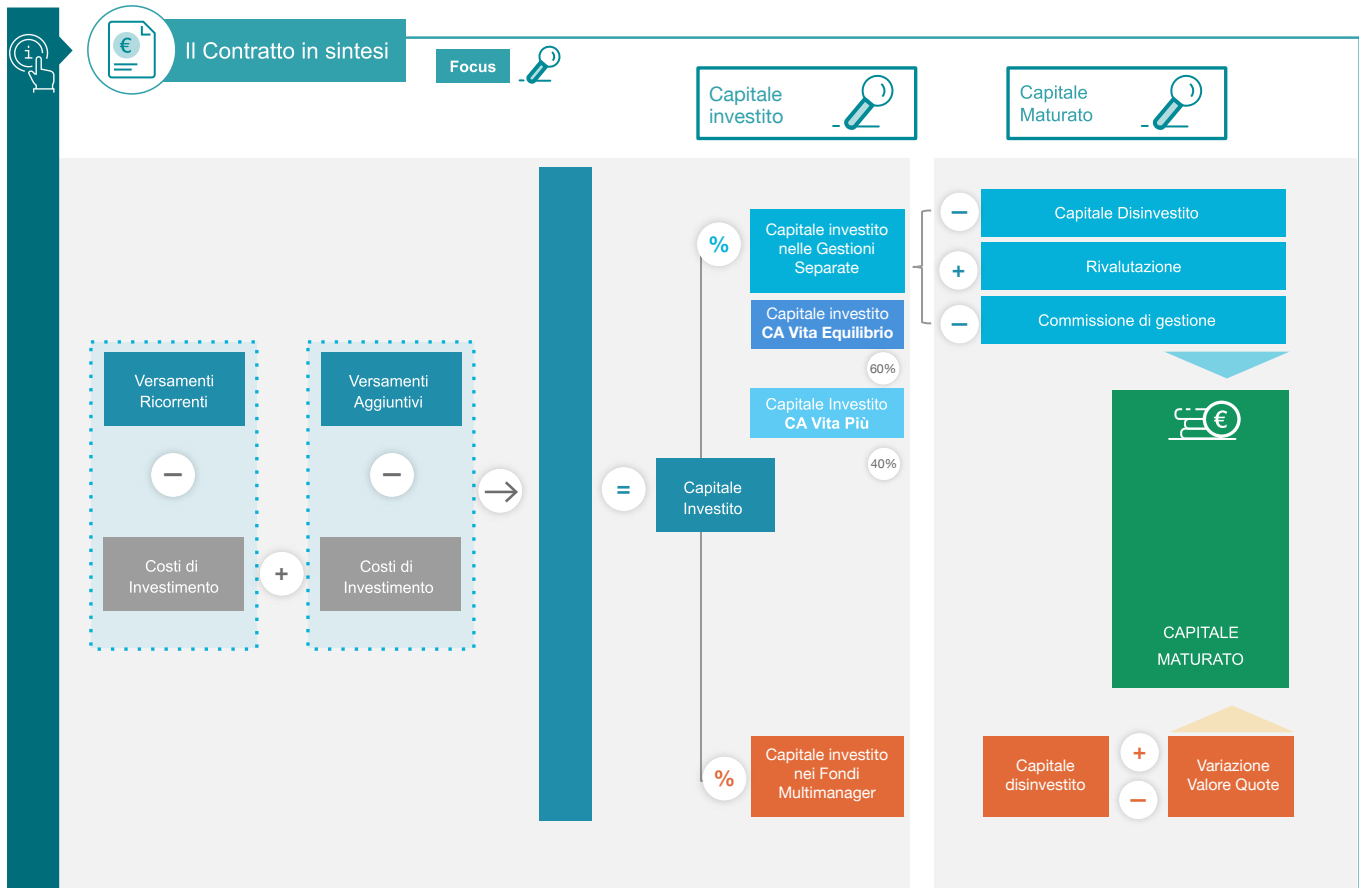 i
€
Il Contratto in sintesi
Focus
Capitale
investito
Capitale
Maturato
Versamenti
Ricorrenti
−
Costi di
Investimento
+
Versamenti
Aggiuntivi
−
Costi di
Investimento
=
Capitale
Investito
%
Capitale investito
nelle Gestioni
Separate
Capitale investito
CA Vita Equilibrio
60%
Capitale Investito
CA Vita Più
40%
%
Capitale investito
nei Fondi
Multimanager
−
Capitale Disinvestito
+
Rivalutazione
−
Commissione di gestione
€
CAPITALE
MATURATO
Capitale
disinvestito
+
−
Variazione
Valore Quote